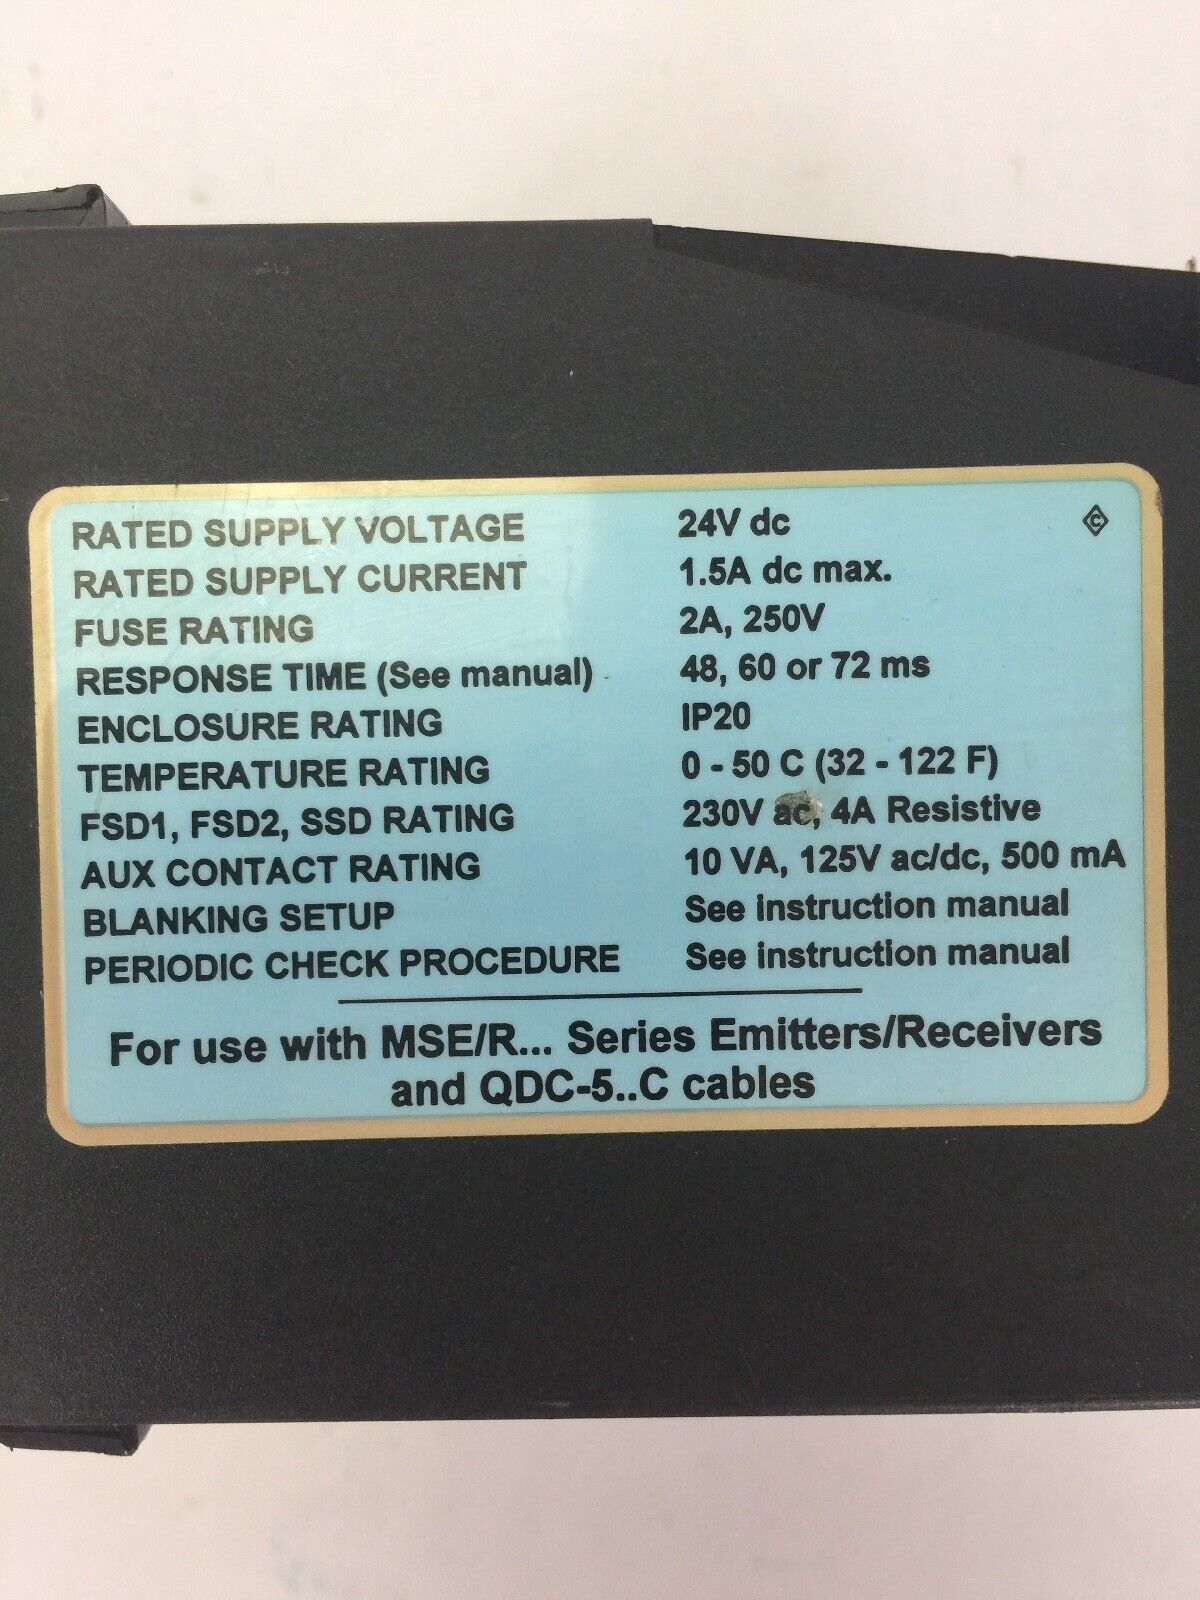 RATED SUPPLY VOLTAGE 24V dc
RATED SUPPLY CURRENT 1.5A dc max.
FUSE RATING 2A, 250V
RESPONSE TIME (See manual) 48, 60 or 72 ms
ENCLOSURE RATING IP20
TEMPERATURE RATING 0 - 50 C (32 - 122 F)
FSD1, FSD2, SSD RATING 230V ac, 4A Resistive
AUX CONTACT RATING 10 VA, 125V ac/dc, 500 mA
BLANKING SETUP See instruction manual
PERIODIC CHECK PROCEDURE See instruction manual
For use with MSE/R... Series Emitters/Receivers
and QDC-5..C cables